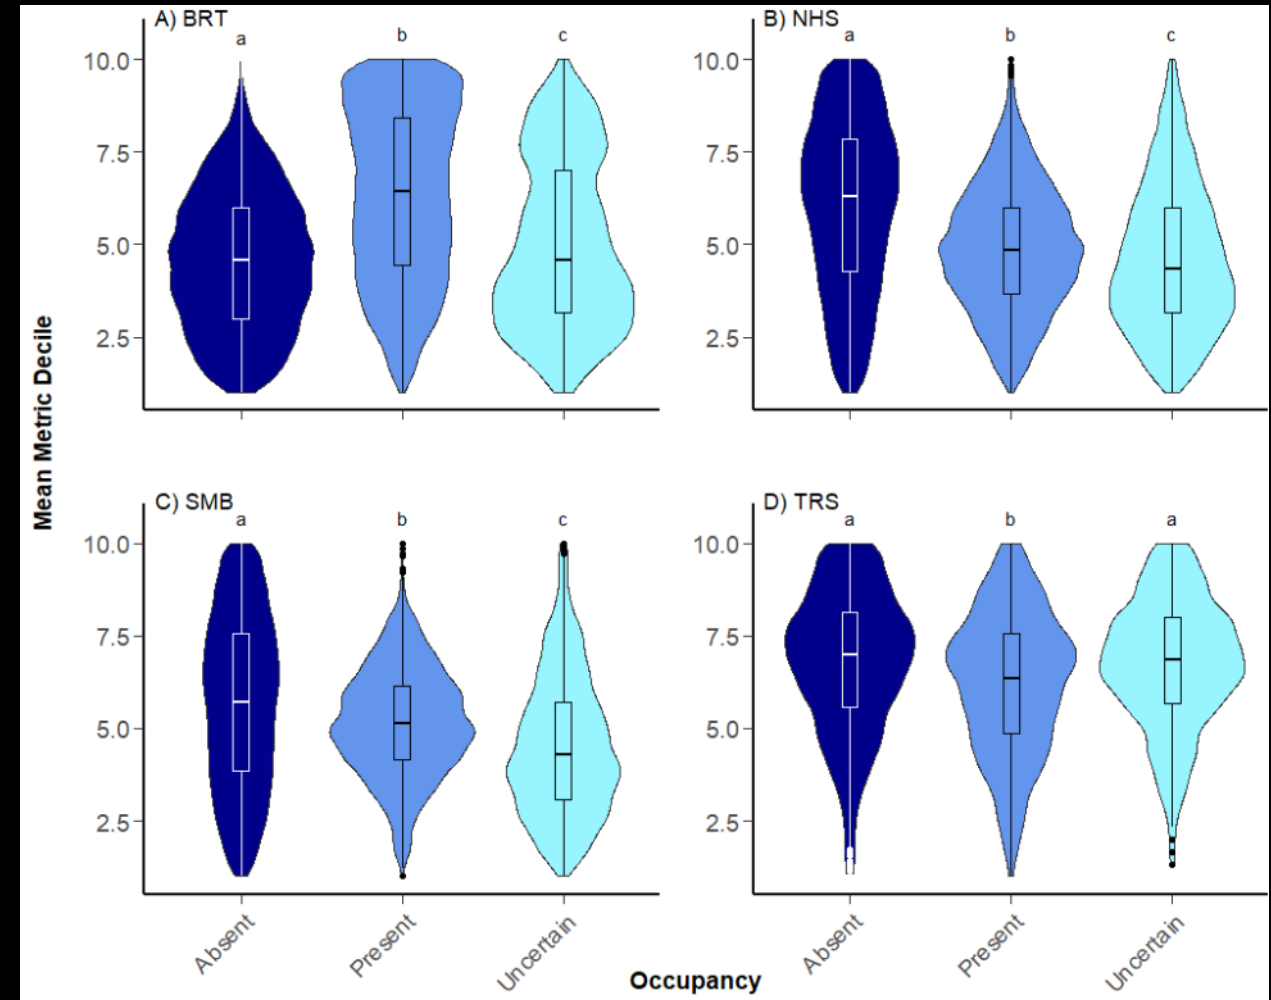 A) BRT
a b c
10.0
7.5
5.0
2.5
B) NHS
a b c
10.0
7.5
5.0
2.5
Mean Metric Decile
C) SMB
a b c
10.0
7.5
5.0
2.5
Absent Present Uncertain
D) TRS
a b a
10.0
7.5
5.0
2.5
Absent Present Uncertain
Occupancy